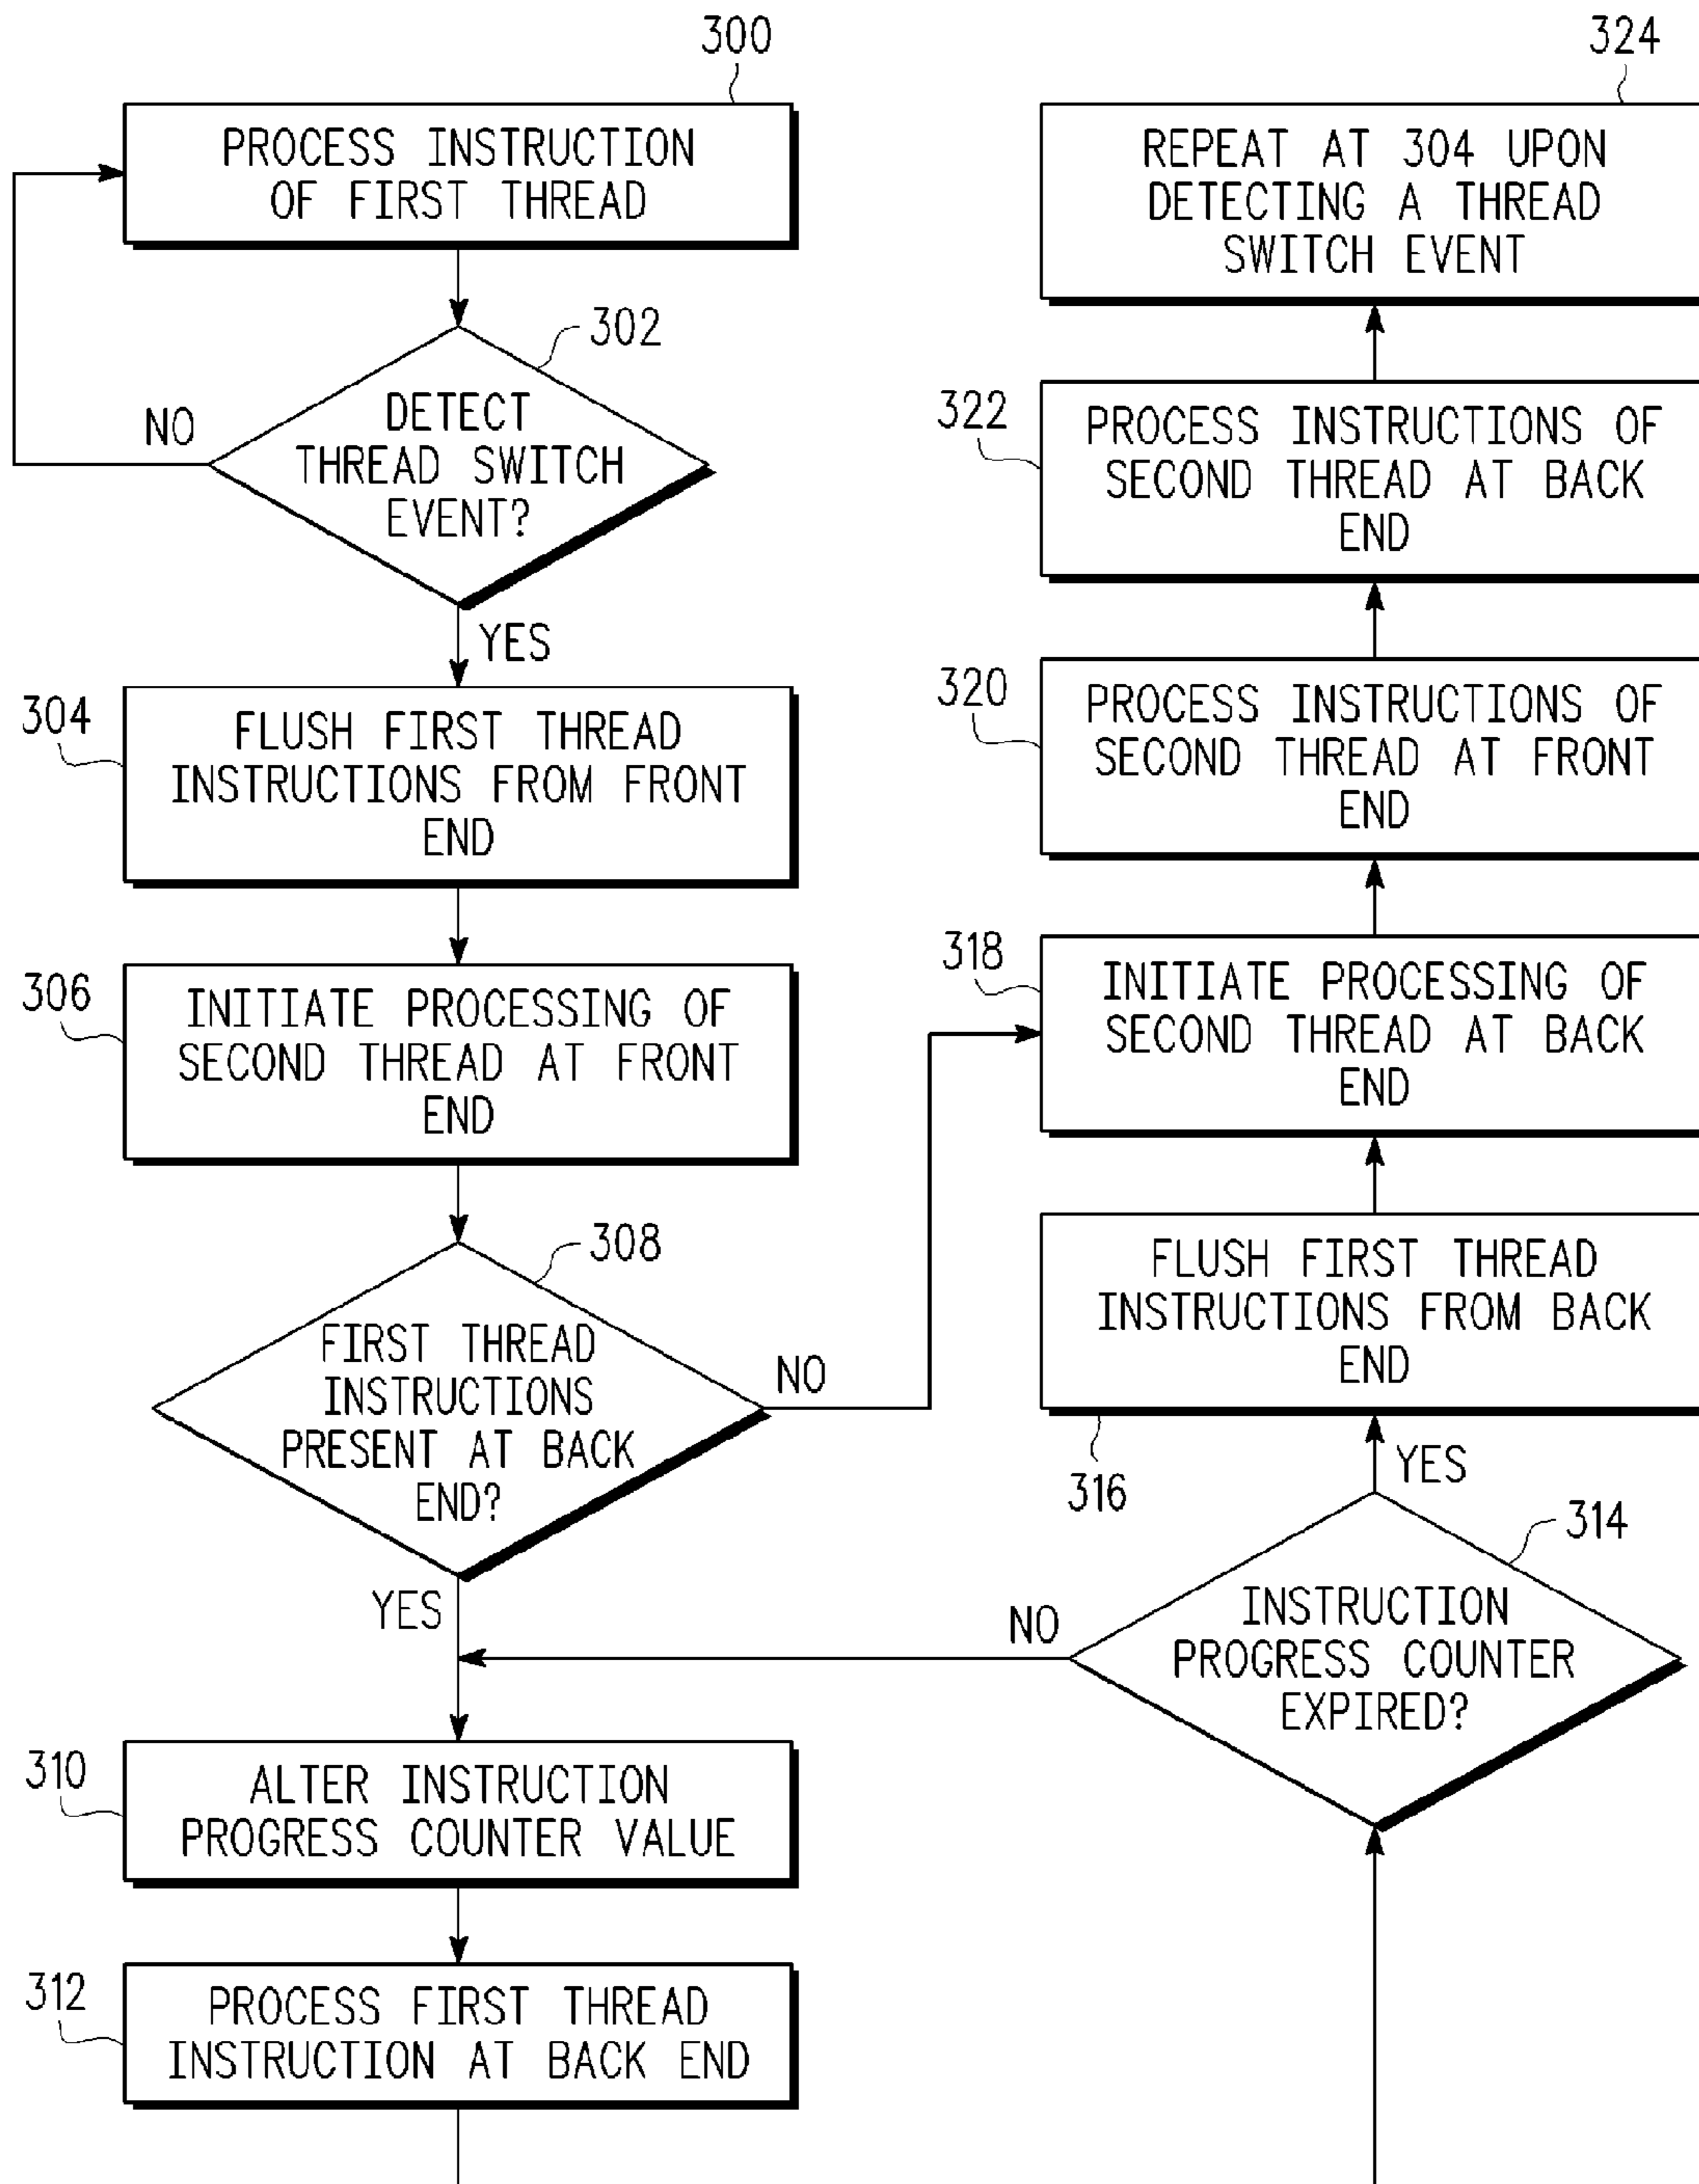 300
PROCESS INSTRUCTION
OF FIRST THREAD
302
DETECT
THREAD SWITCH
EVENT?
NO
YES
304
FLUSH FIRST THREAD
INSTRUCTIONS FROM FRONT
END
306
INITIATE PROCESSING OF
SECOND THREAD AT FRONT
END
308
FIRST THREAD
INSTRUCTIONS
PRESENT AT BACK
END?
NO
YES
310
ALTER INSTRUCTION
PROGRESS COUNTER VALUE
312
PROCESS FIRST THREAD
INSTRUCTION AT BACK END
324
REPEAT AT 304 UPON
DETECTING A THREAD
SWITCH EVENT
322
PROCESS INSTRUCTIONS OF
SECOND THREAD AT BACK
END
320
PROCESS INSTRUCTIONS OF
SECOND THREAD AT FRONT
END
318
INITIATE PROCESSING OF
SECOND THREAD AT BACK
END
FLUSH FIRST THREAD
INSTRUCTIONS FROM BACK
END
316
YES
314
INSTRUCTION
PROGRESS COUNTER
EXPIRED?
NO